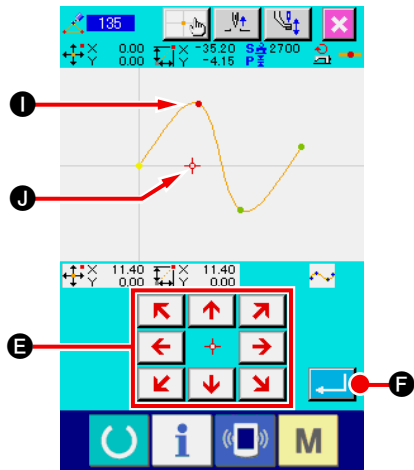 135
X 0.00 X -35.20 S 2700
Y 0.00 Y -4.15 P
I
J
X 11.40 X 11.40
Y 0.00 Y 0.00
E
F
i M